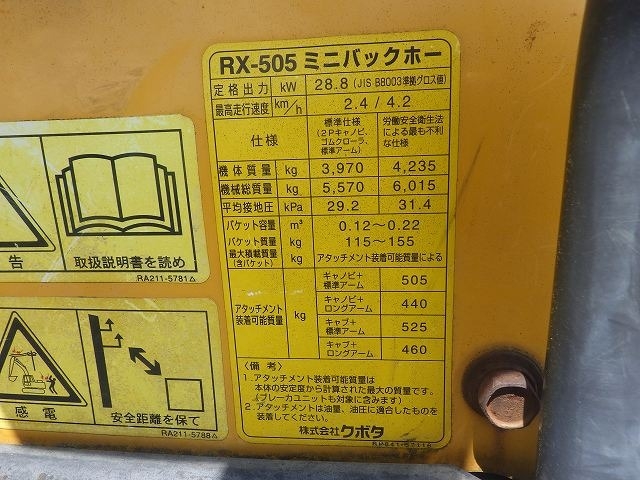 RX-505 ミニバックホー
定格出力 kW 28.8 (JIS B8003準拠グロス値)
最高走行速度 km/h 2.4 / 4.2
仕様
標準仕様
(2Pキャノピ、
ゴムクローラ、
標準アーム)
労働安全衛生法
による最も不利
な仕様
機体質量 kg 3,970 4,235
機械総質量 kg 5,570 6,015
平均接地圧 kPa 29.2 31.4
バケット容量 m³ 0.12〜0.22
バケット質量 kg 115〜155
最大積載質量 kg アタッチメント装着可能質量による
(含バケット)
アタッチメント
装着可能質量
kg
キャノピ+
標準アーム 505
キャノピ+
ロングアーム 440
キャブ+
標準アーム 525
キャブ+
ロングアーム 460
〈備考〉
1.アタッチメント装着可能質量は
本体の安定度から計算された最大の質量です。
(ブレーカユニットも対象に含みます)
2.アタッチメントは油量、油圧に適合したものを
装着してください。
株式会社クボタ
告
取扱説明書を読め
RA211-5781
感電
安全距離を保て
RA211-5788